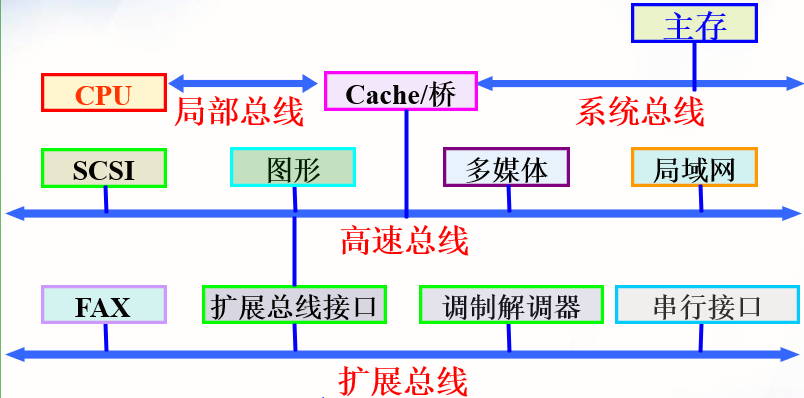 主存
CPU
局部总线
Cache/桥
系统总线
SCSI
图形
多媒体
局域网
高速总线
FAX
扩展总线接口
调制解调器
串行接口
扩展总线